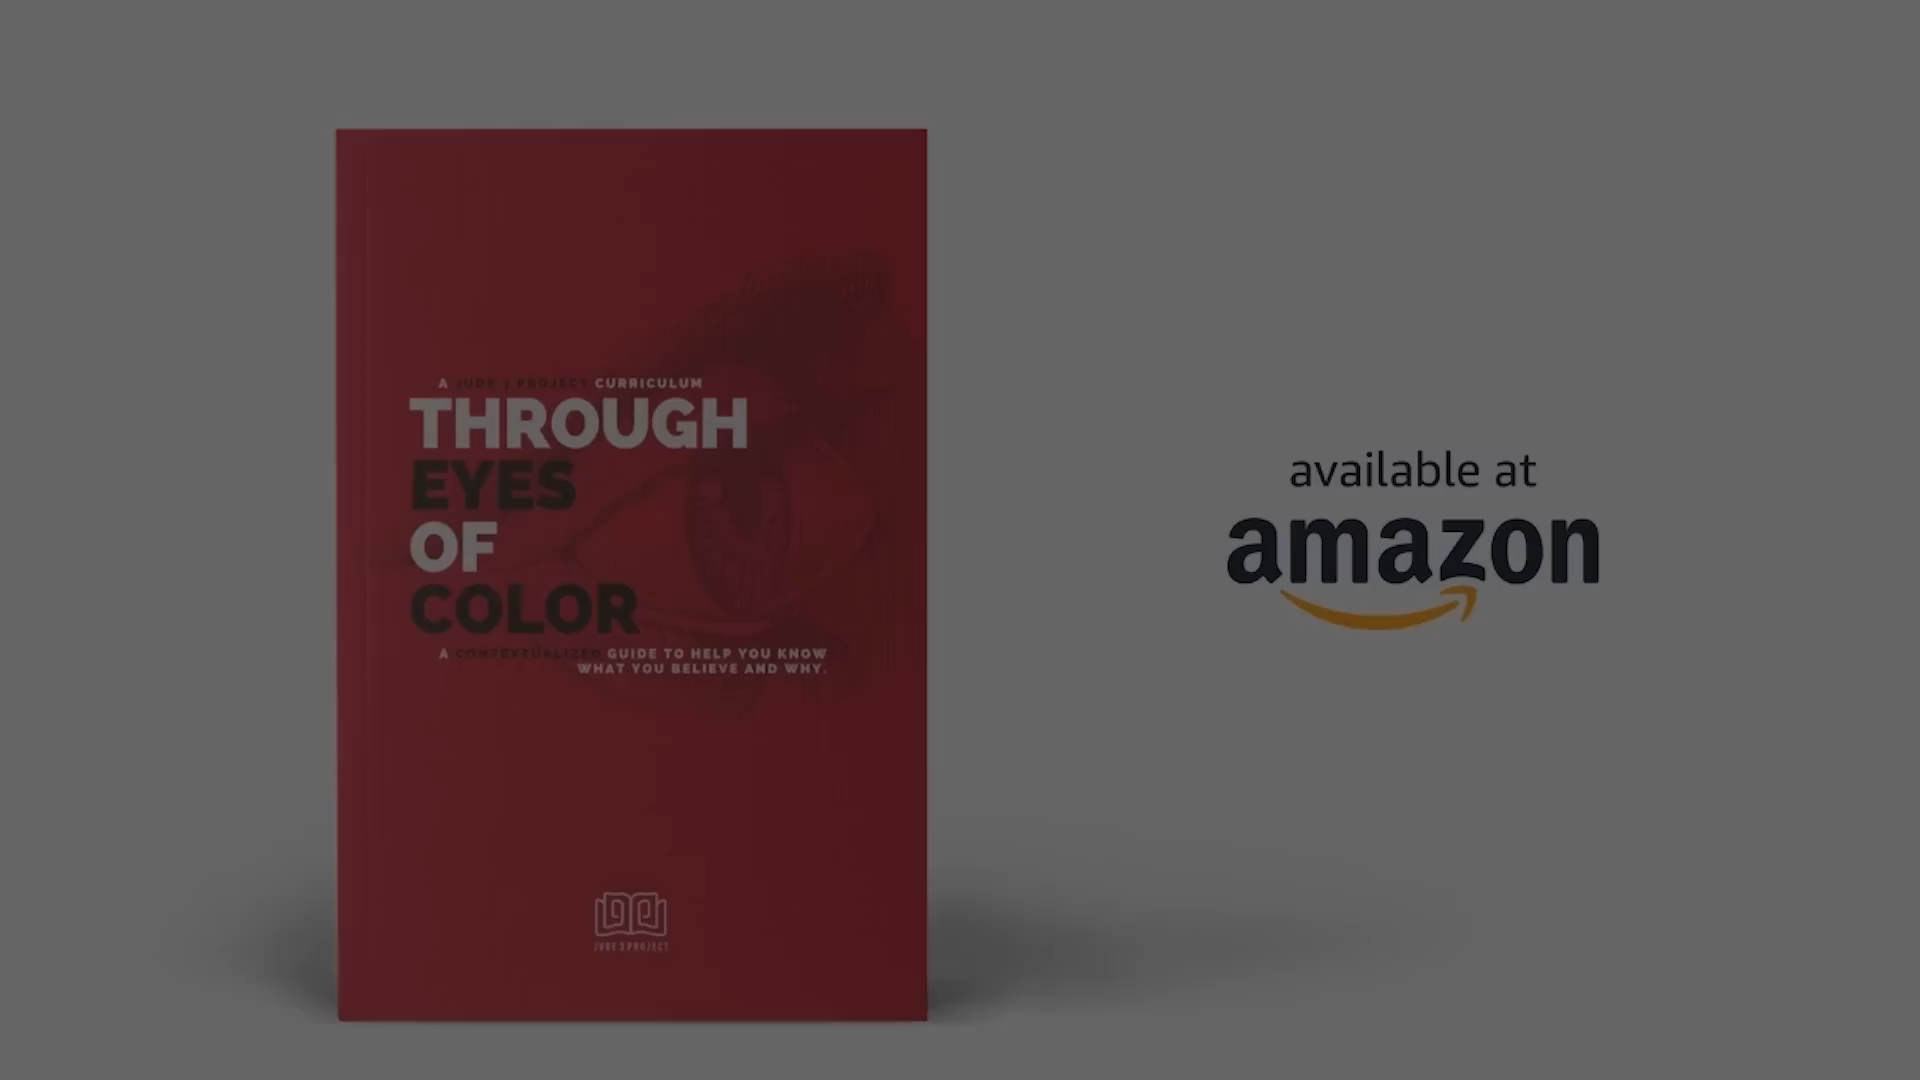 A JUDE 3 PROJECT CURRICULUM
THROUGH
EYES
OF
COLOR
A CONTEXTUALIZED GUIDE TO HELP YOU KNOW
WHAT YOU BELIEVE AND WHY.
JUDE 3 PROJECT
available at
amazon